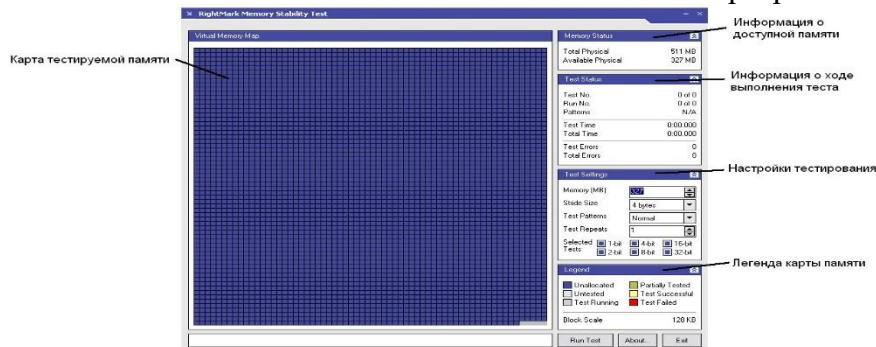 RightMark Memory Stability Test
Virtual Memory Map
Карта тестируемой памяти
Memory Status
Total Physical 511 MB
Available Physical 327 MB
Информация о
доступной памяти
Test Status
Test No. 0 of 0
Run No. 0 of 0
Patterns N/A
Test Time 0:00.000
Total Time 0:00.000
Test Errors 0
Total Errors 0
Информация о ходе
выполнения теста
Test Settings
Memory (MB) 327
Stride Size 4 bytes
Test Patterns Normal
Test Repeats 1
Selected 1-bit 4-bit 16-bit
Tests 2-bit 8-bit 32-bit
Настройки тестирования
Legend
Unallocated Partially Tested
Untested Test Successful
Test Running Test Failed
Block Scale 128 KB
Легенда карты памяти
Run Test About... Exit